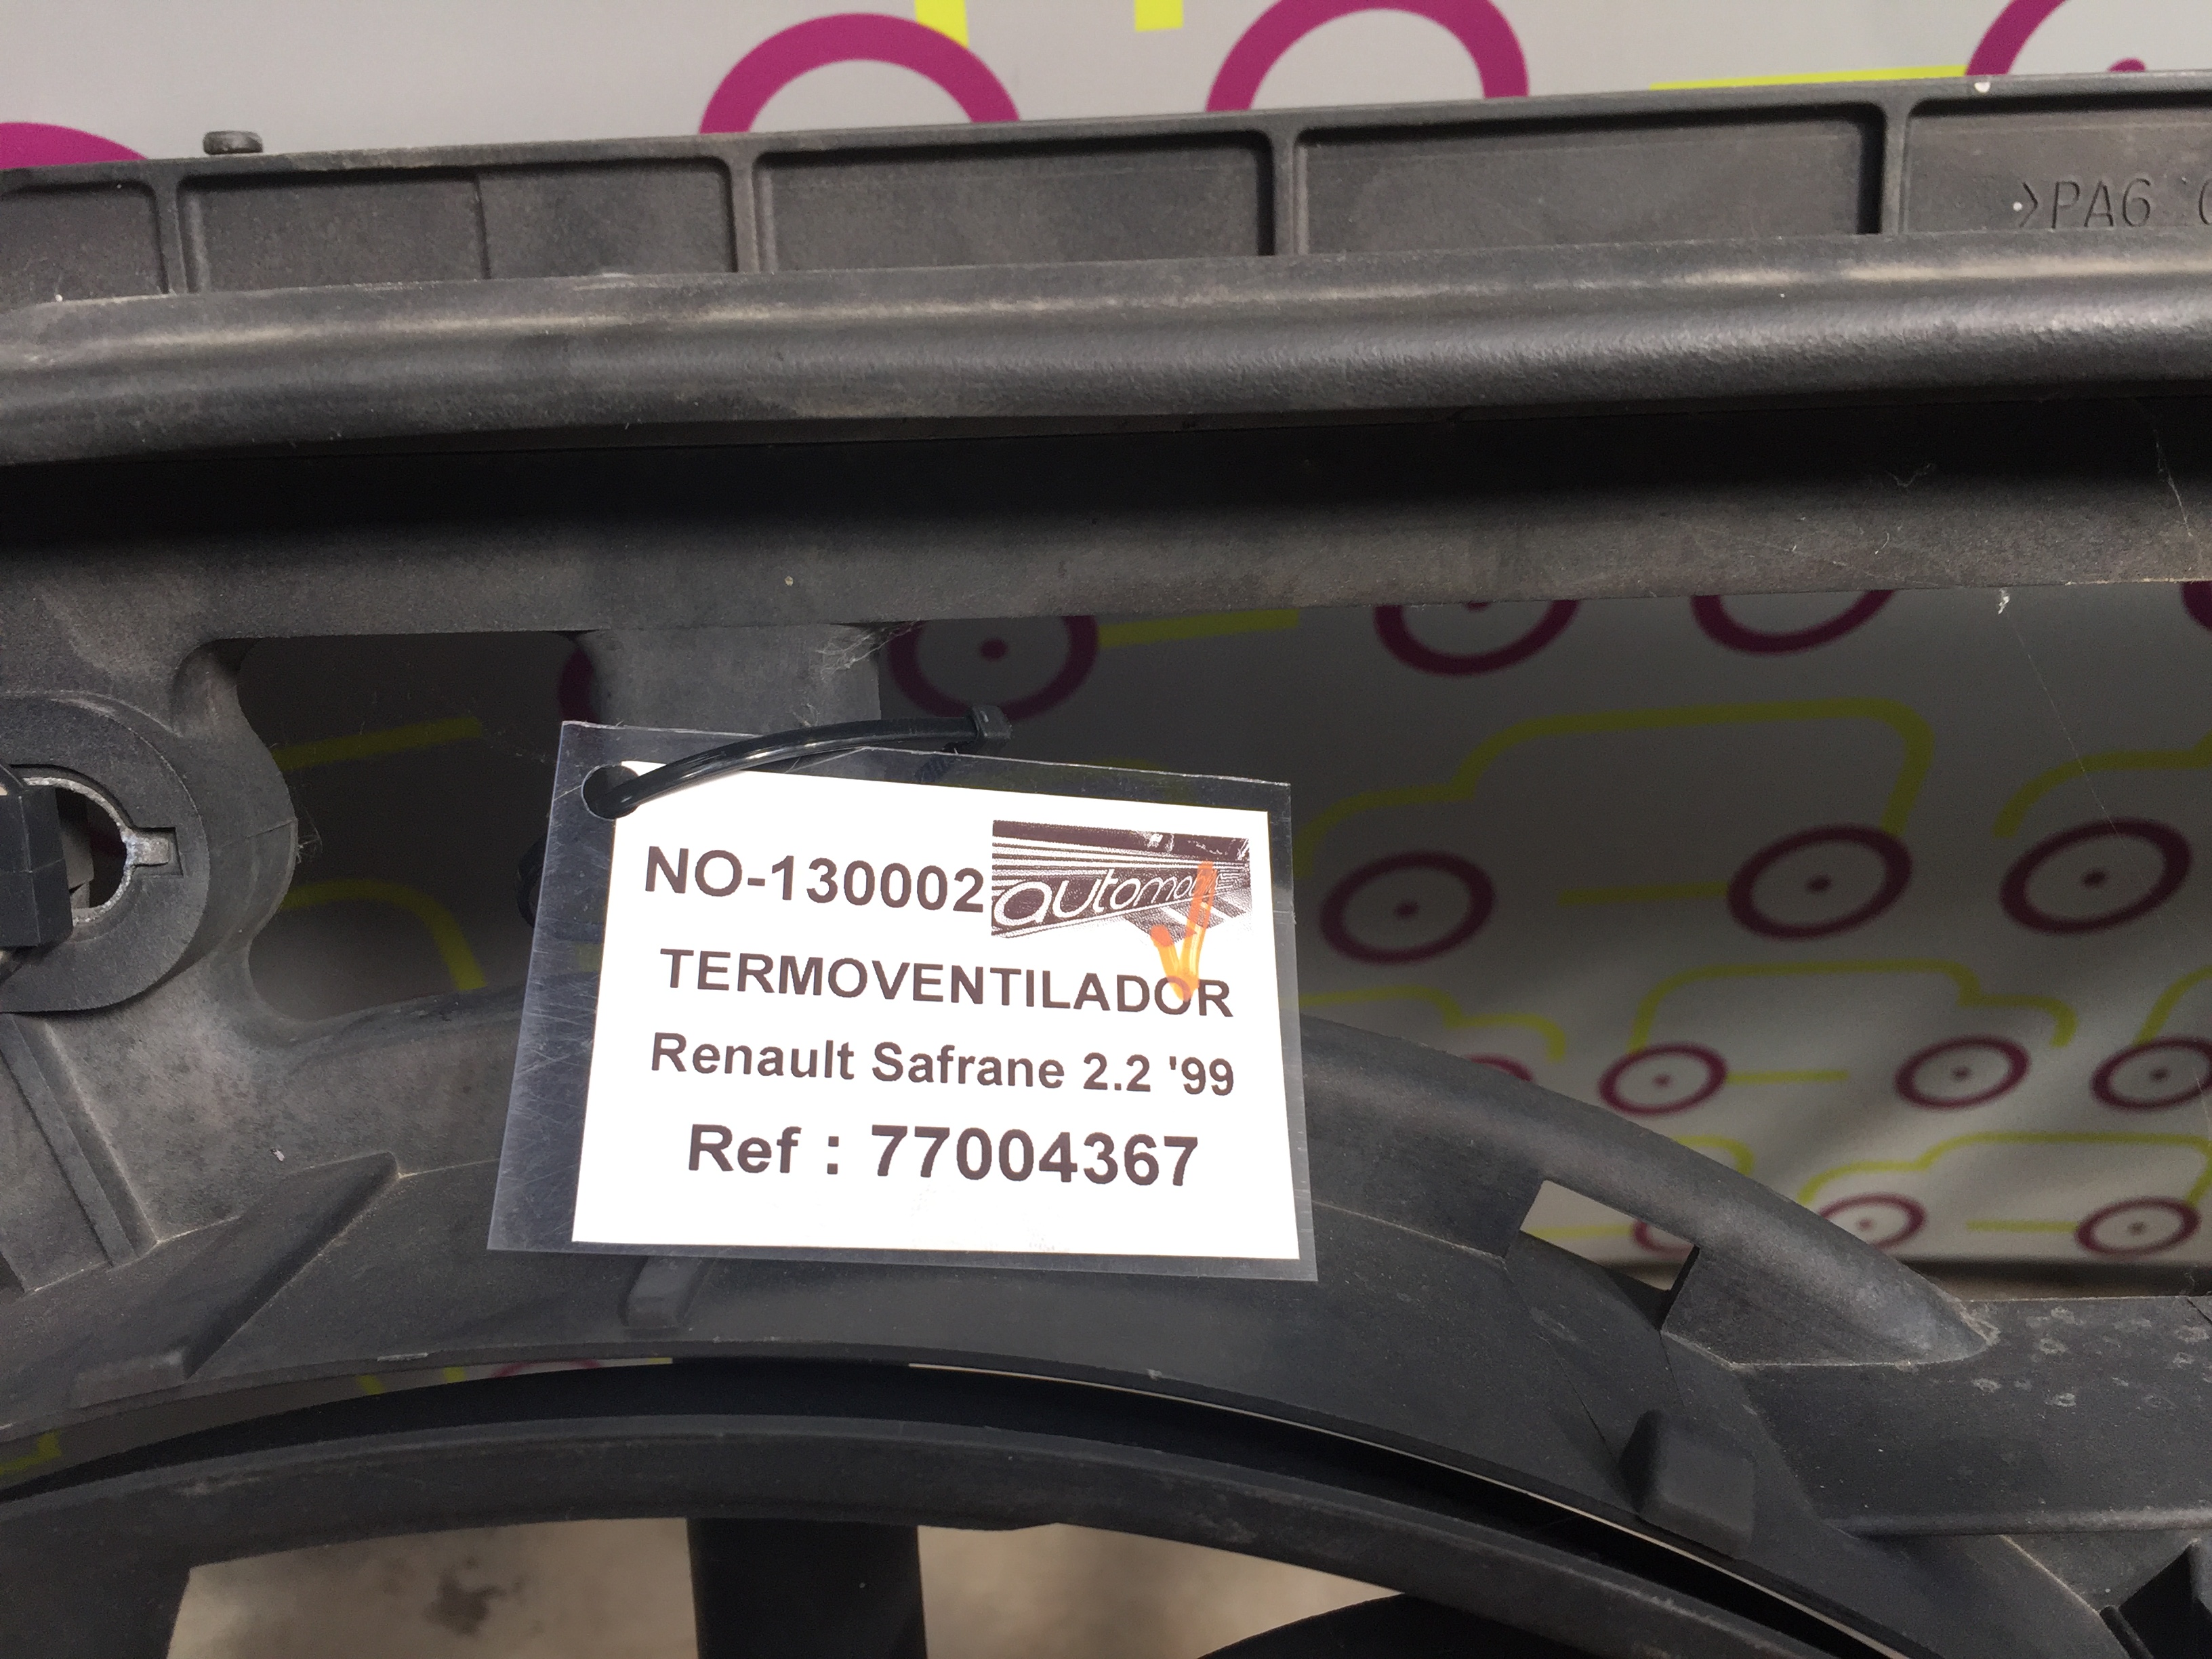 >PA6
NO-130002
TERMOVENTILADOR
Renault Safrane 2.2 '99
Ref : 77004367